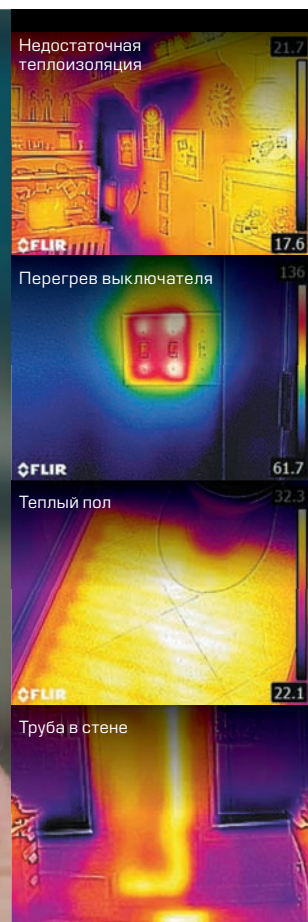 Недостаточная
теплоизоляция
21.7
17.6
◇FLIR
Перегрев выключателя
136
61.7
◇FLIR
Теплый пол
32.3
22.1
◇FLIR
Труба в стене